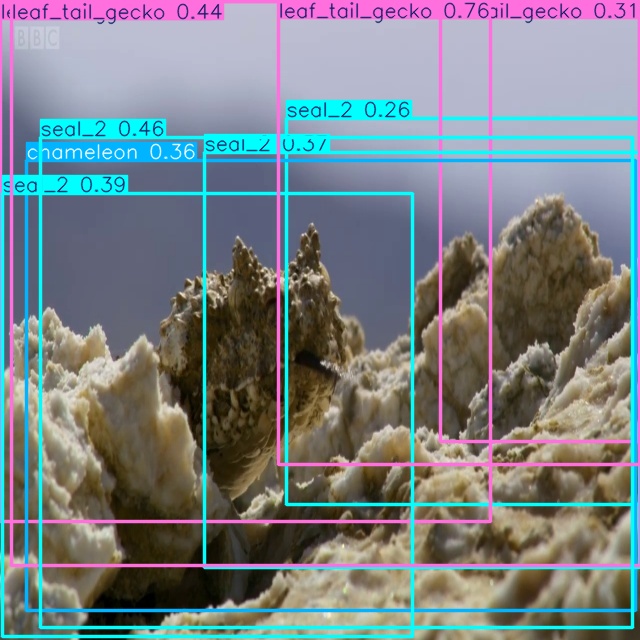 leaf_tail_gecko 0.44
leaf_tail_gecko 0.76
ail_gecko 0.31
BBC
seal_2 0.26
seal_2 0.46
seal_2 0.37
chameleon 0.36
seal_2 0.39